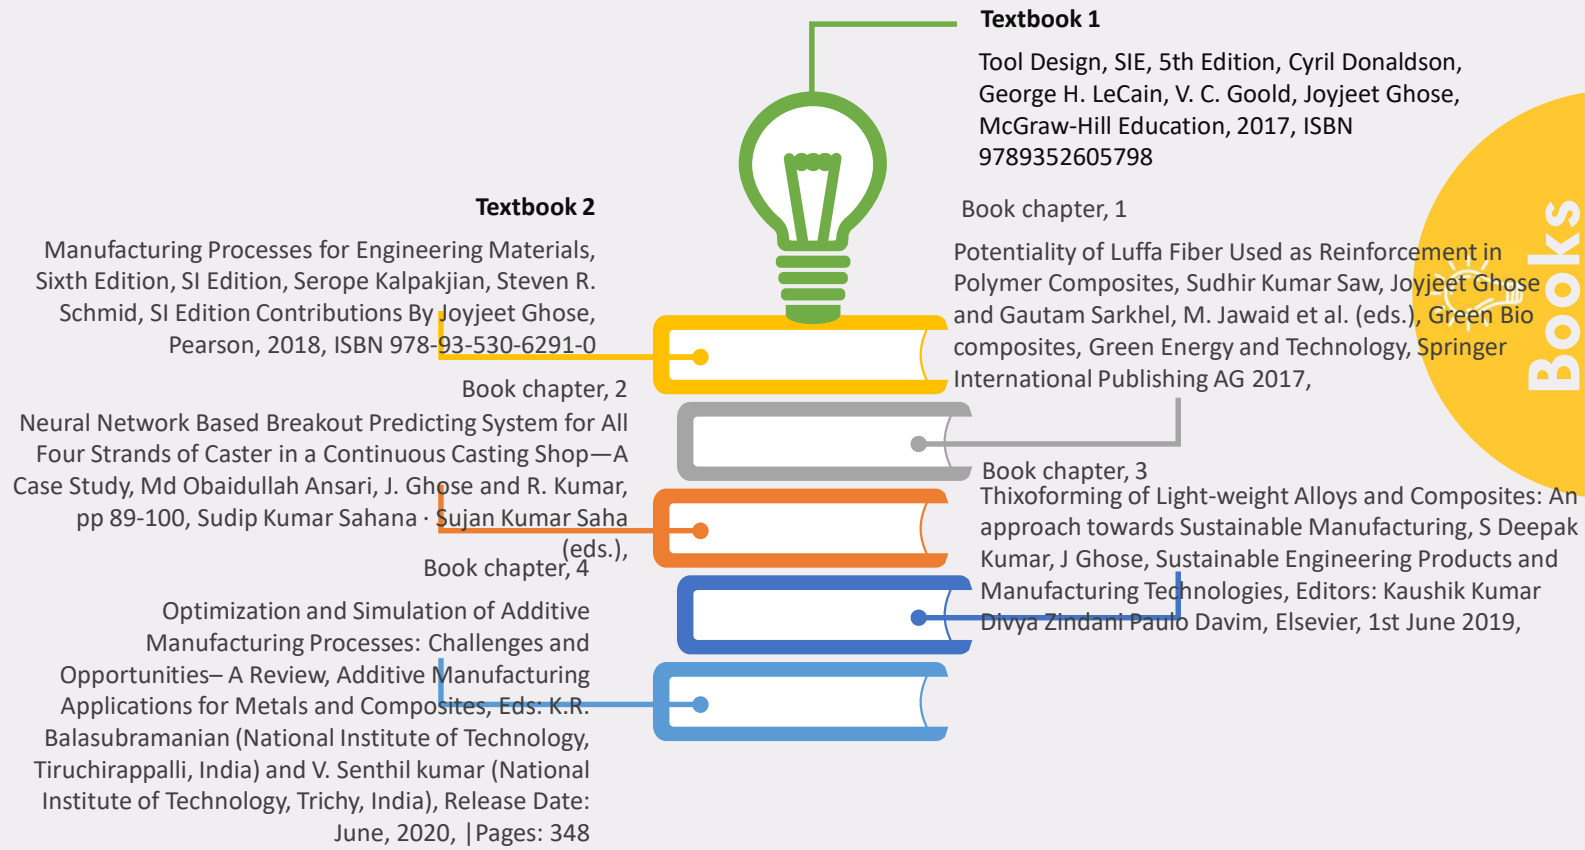 Textbook 1
Tool Design, SIE, 5th Edition, Cyril Donaldson,
George H. LeCain, V. C. Goold, Joyjeet Ghose,
McGraw-Hill Education, 2017, ISBN
9789352605798
Textbook 2
Manufacturing Processes for Engineering Materials,
Sixth Edition, SI Edition, Serope Kalpakjian, Steven R.
Schmid, SI Edition Contributions By Joyjeet Ghose,
Pearson, 2018, ISBN 978-93-530-6291-0
Book chapter, 1
Potentiality of Luffa Fiber Used as Reinforcement in
Polymer Composites, Sudhir Kumar Saw, Joyjeet Ghose
and Gautam Sarkhel, M. Jawaid et al. (eds.), Green Bio
composites, Green Energy and Technology, Springer
International Publishing AG 2017,
Book chapter, 2
Neural Network Based Breakout Predicting System for All
Four Strands of Caster in a Continuous Casting Shop—A
Case Study, Md Obaidullah Ansari, J. Ghose and R. Kumar,
pp 89-100, Sudip Kumar Sahana · Sujan Kumar Saha
(eds.),
Book chapter, 3
Thixoforming of Light-weight Alloys and Composites: An
approach towards Sustainable Manufacturing, S Deepak
Kumar, J Ghose, Sustainable Engineering Products and
Manufacturing Technologies, Editors: Kaushik Kumar
Divya Zindani Paulo Davim, Elsevier, 1st June 2019,
Book chapter, 4
Optimization and Simulation of Additive
Manufacturing Processes: Challenges and
Opportunities– A Review, Additive Manufacturing
Applications for Metals and Composites, Eds: K.R.
Balasubramanian (National Institute of Technology,
Tiruchirappalli, India) and V. Senthil kumar (National
Institute of Technology, Trichy, India), Release Date:
June, 2020, |Pages: 348
Books